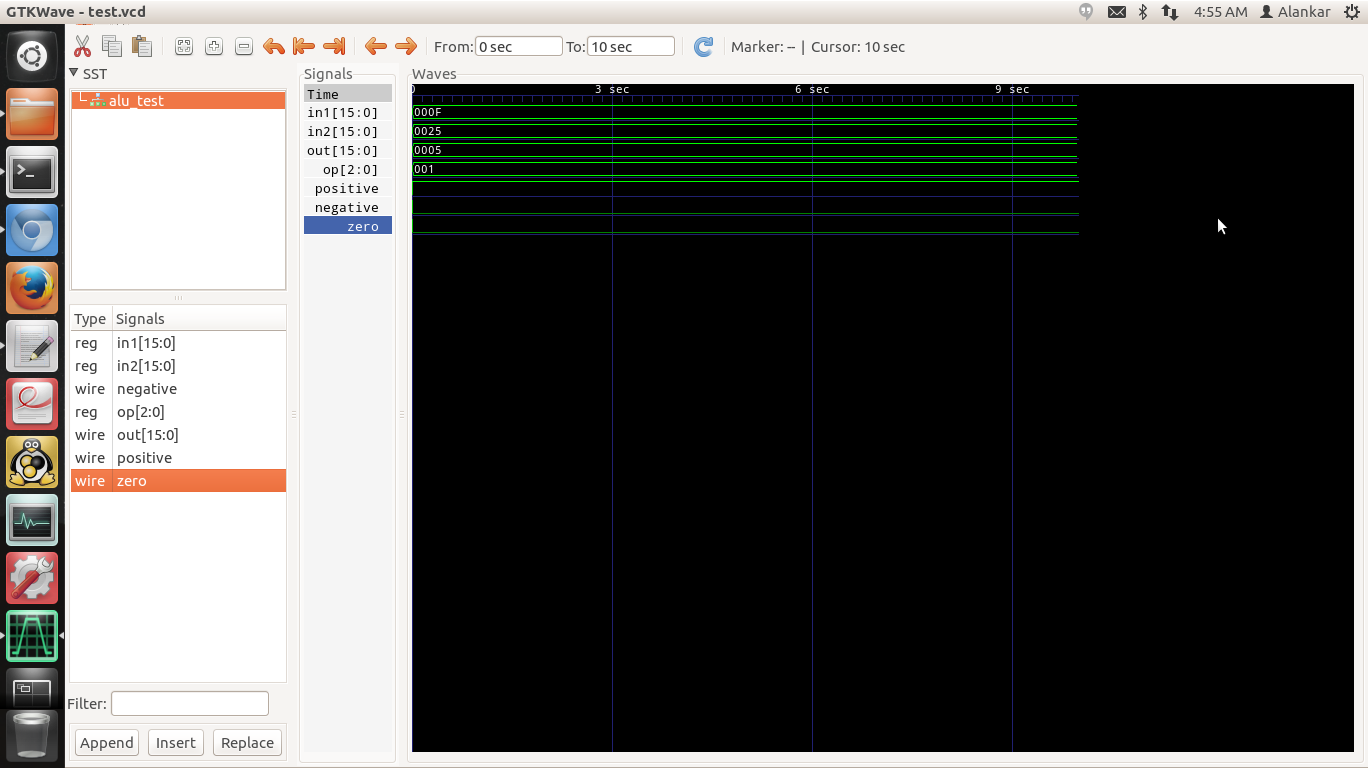 GTKWave - test.vcd
4:55 AM
Alankar
From: 0 sec To: 10 sec
Marker: -- | Cursor: 10 sec
SST
alu_test
Type Signals
reg in1[15:0]
reg in2[15:0]
wire negative
reg op[2:0]
wire out[15:0]
wire positive
wire zero
Filter:
Append Insert Replace
Signals
Time
in1[15:0]
in2[15:0]
out[15:0]
op[2:0]
positive
negative
zero
Waves
0 3 sec 6 sec 9 sec
000F
0025
0005
001